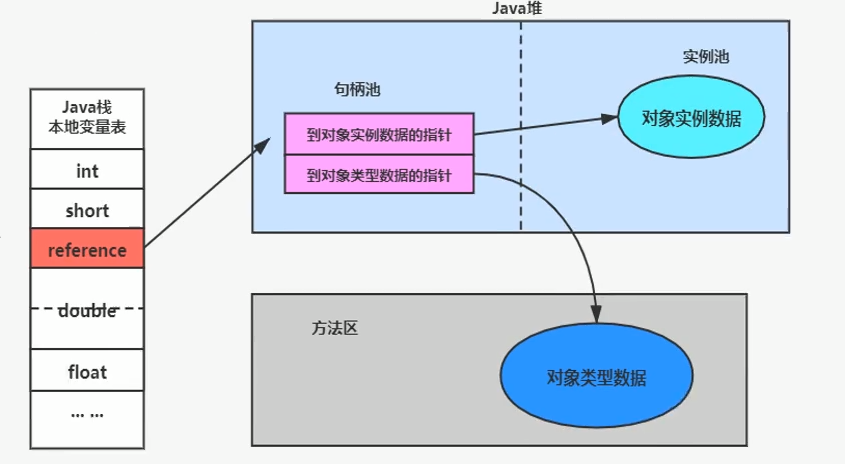 Java堆
Java栈
本地变量表
int
short
reference
double
float
... ...
句柄池
到对象实例数据的指针
到对象类型数据的指针
实例池
对象实例数据
方法区
对象类型数据